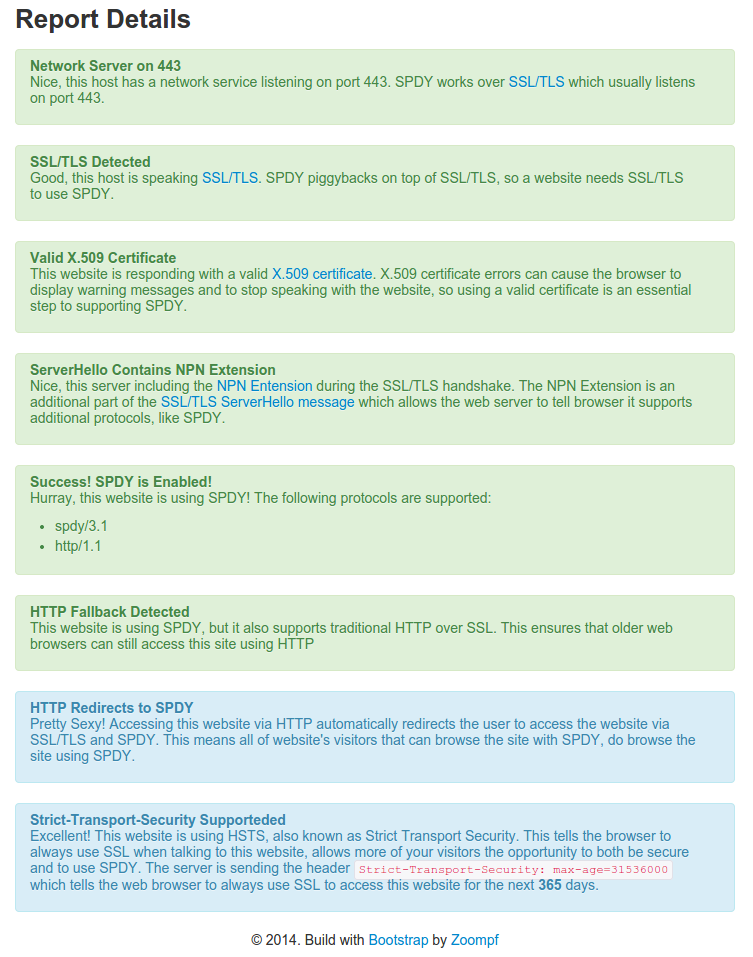 Report Details
Network Server on 443
Nice, this host has a network service listening on port 443. SPDY works over SSL/TLS which usually listens
on port 443.
SSL/TLS Detected
Good, this host is speaking SSL/TLS. SPDY piggybacks on top of SSL/TLS, so a website needs SSL/TLS
to use SPDY.
Valid X.509 Certificate
This website is responding with a valid X.509 certificate. X.509 certificate errors can cause the browser to
display warning messages and to stop speaking with the website, so using a valid certificate is an essential
step to supporting SPDY.
ServerHello Contains NPN Extension
Nice, this server including the NPN Entension during the SSL/TLS handshake. The NPN Extension is an
additional part of the SSL/TLS ServerHello message which allows the web server to tell browser it supports
additional protocols, like SPDY.
Success! SPDY is Enabled!
Hurray, this website is using SPDY! The following protocols are supported:
• spdy/3.1
• http/1.1
HTTP Fallback Detected
This website is using SPDY, but it also supports traditional HTTP over SSL. This ensures that older web
browsers can still access this site using HTTP
HTTP Redirects to SPDY
Pretty Sexy! Accessing this website via HTTP automatically redirects the user to access the website via
SSL/TLS and SPDY. This means all of website's visitors that can browse the site with SPDY, do browse the
site using SPDY.
Strict-Transport-Security Supporteded
Excellent! This website is using HSTS, also known as Strict Transport Security. This tells the browser to
always use SSL when talking to this website, allows more of your visitors the opportunity to both be secure
and to use SPDY. The server is sending the header Strict-Transport-Security: max-age=31536000
which tells the web browser to always use SSL to access this website for the next 365 days.
© 2014. Build with Bootstrap by Zoompf